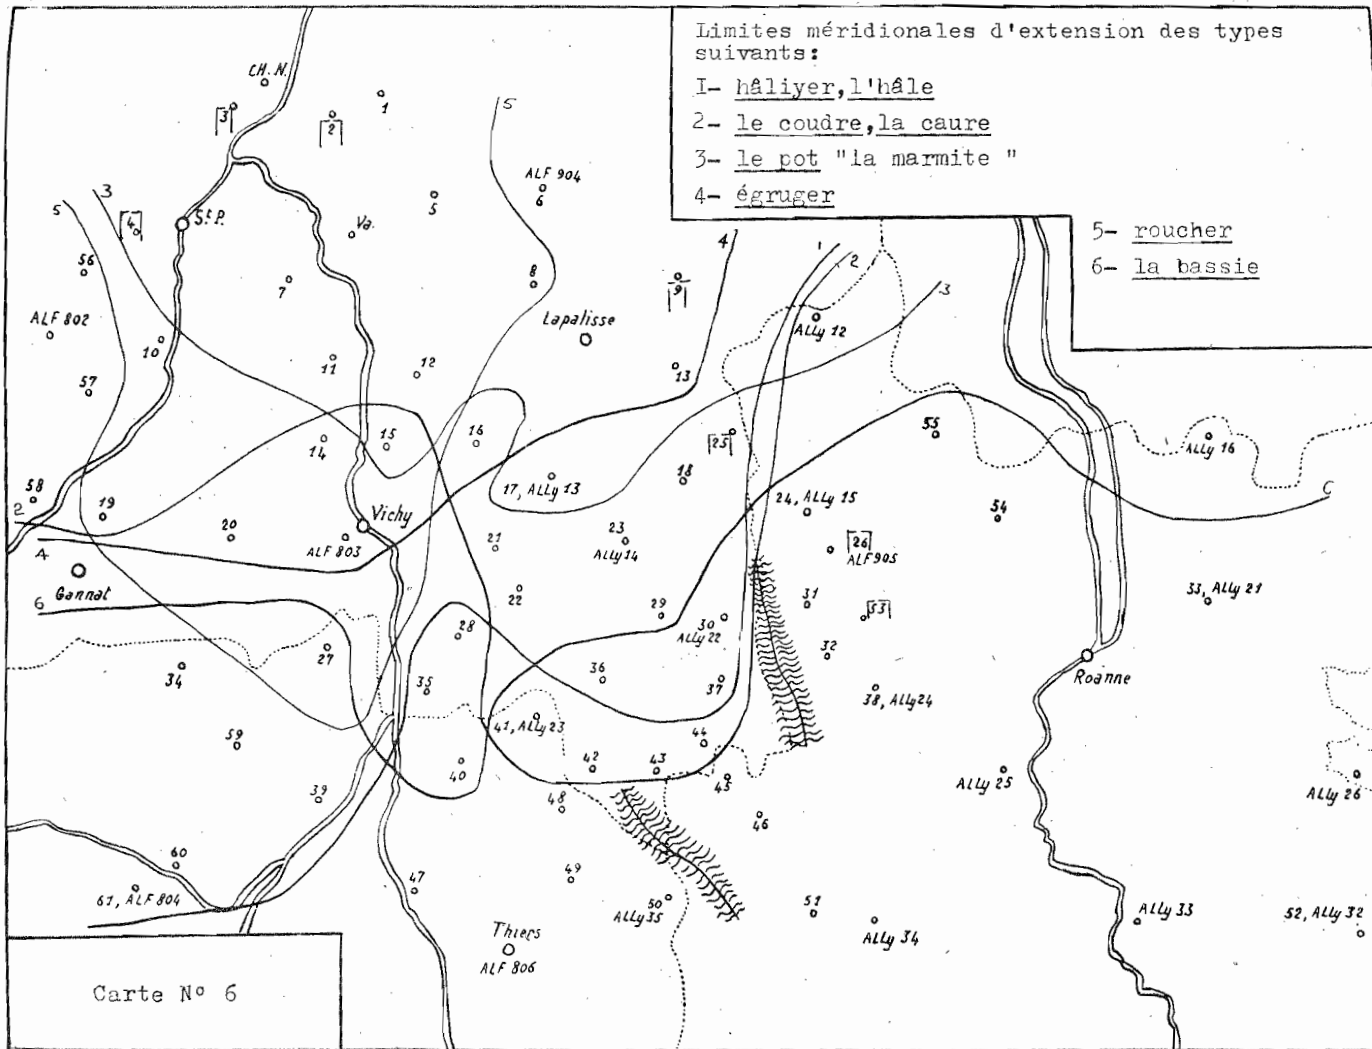 Limites méridionales d'extension des types
suivants:
I- hâliyer, l'hâle
2- le coudre, la caure
3- le pot "la marmite "
4- égruger
5- roucher
6- la bassie
CH. N.
3
2
1
5
ALF 904
6
5
3
5
4
St P.
Va.
4
1
2
56
7
8
9
3
ALF 802
10
Lapalisse
ALly 12
11
12
13
57
14
15
16
25
55
ALly 16
58
17, ALly 13
18
2
19
20
Vichy
ALF 803
24, ALly 15
54
C
4
21
23
ALly 14
26
ALF 905
Gannat
6
22
31
33, ALly 21
28
29
30
ALly 22
33
27
32
34
35
36
37
38, ALly 24
Roanne
41, ALly 23
59
44
40
42
43
45
ALly 25
ALly 26
39
48
46
60
61, ALF 804
47
49
50
ALly 35
51
ALly 34
ALly 33
52, ALly 32
Thiers
ALF 806
Carte N° 6